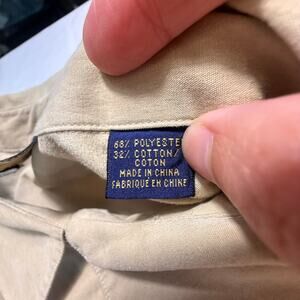 68% POLYESTE
32% COTTON/
COTON
MADE IN CHINA
FABRIQUÉ EN CHINE